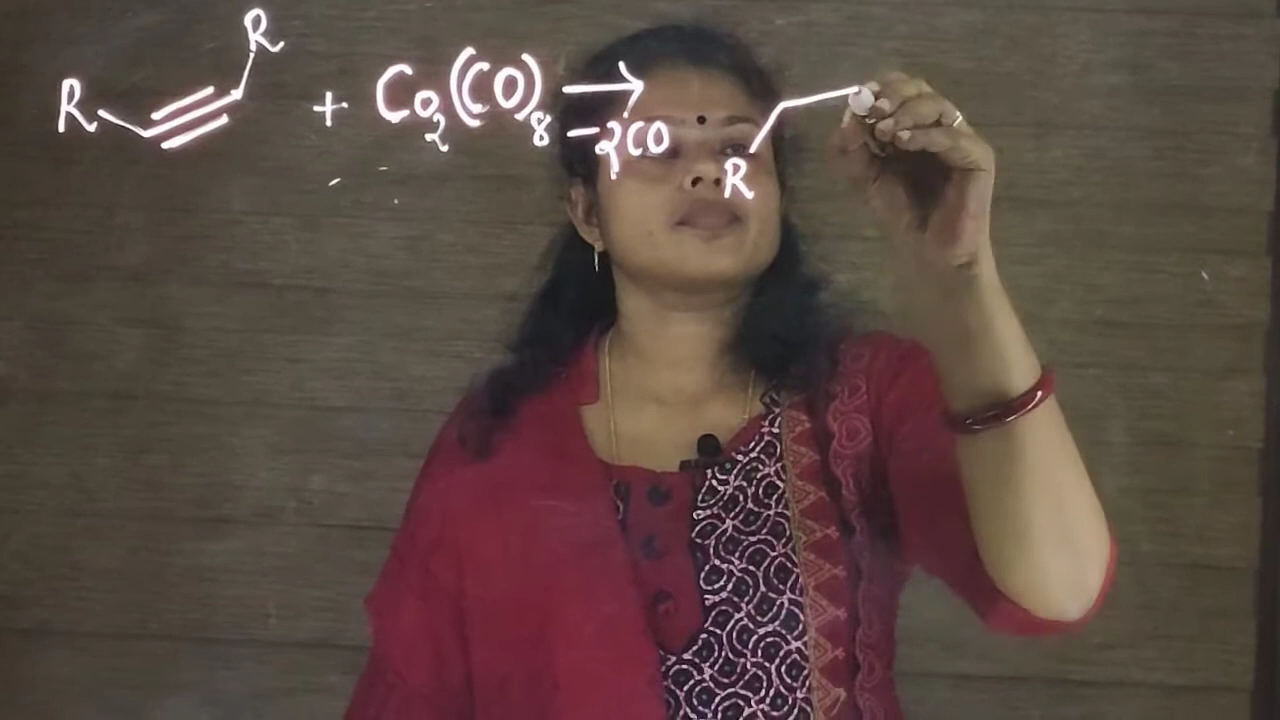 R
R + Co₂(CO)₈ →
-2CO
R